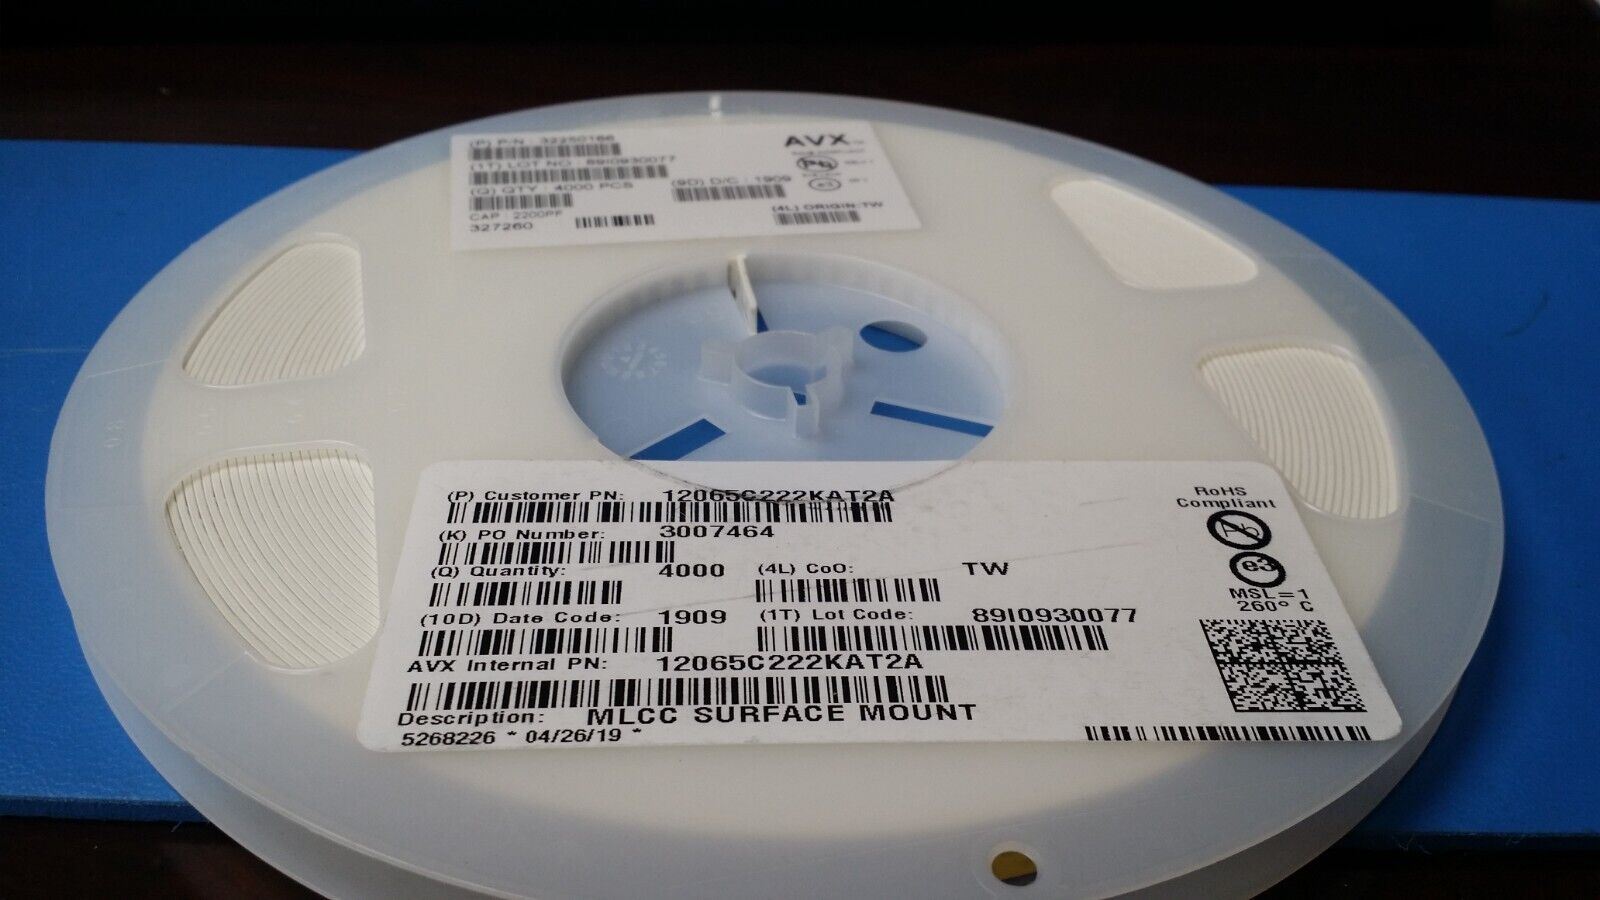 (P) P/N : 32250166
AVX
(1T) LOT NO : 89I0930077
(Q) QTY : 4000 PCS
(9D) D/C : 1909
e3
CAP : 2200PF
(4L) ORIGIN:TW
327260
(P) Customer PN: 12065C222KAT2A
(K) PO Number: 3007464
(Q) Quantity: 4000 (4L) CoO: TW
(10D) Date Code: 1909 (1T) Lot Code: 89I0930077
AVX Internal PN: 12065C222KAT2A
Description: MLCC SURFACE MOUNT
5268226 * 04/26/19 *
RoHS
Compliant
Pb
e3
MSL=1
260° C